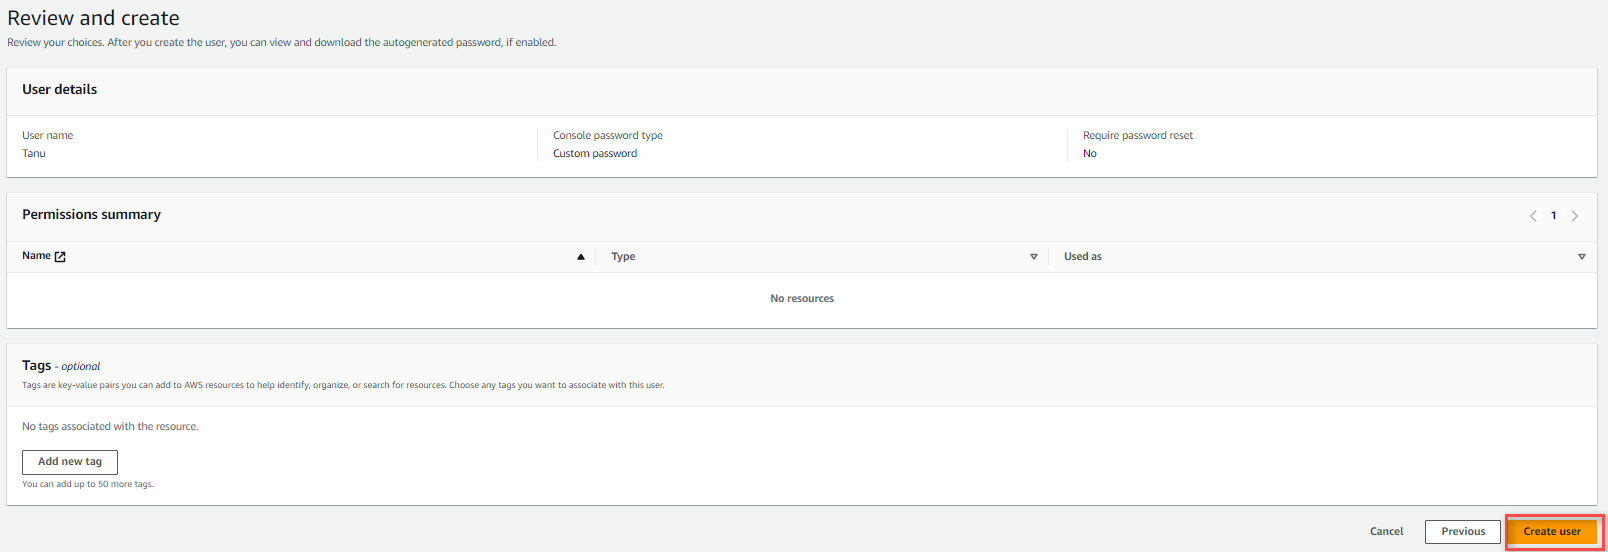 Review and create
Review your choices. After you create the user, you can view and download the autogenerated password, if enabled.
User details
User name
Tanu
Console password type
Custom password
Require password reset
No
Permissions summary
1
Name
Type
Used as
No resources
Tags - optional
Tags are key-value pairs you can add to AWS resources to help identify, organize, or search for resources. Choose any tags you want to associate with this user.
No tags associated with the resource.
Add new tag
You can add up to 50 more tags.
Cancel
Previous
Create user